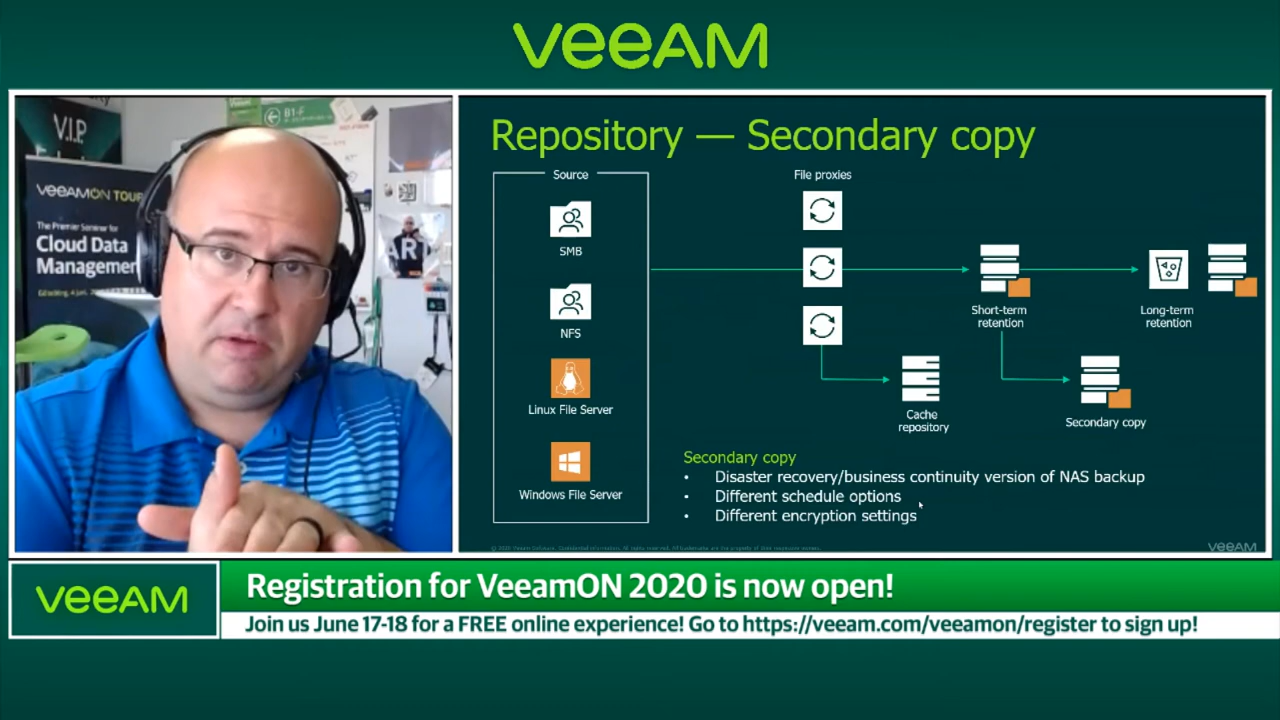 veeAM
V.I.P.
B1-F
veeAMON TOUR
The Premier Seminar for
Cloud Data
Management
ART
Repository — Secondary copy
Source
File proxies
SMB
NFS
Linux File Server
Windows File Server
Short-term
retention
Long-term
retention
Cache
repository
Secondary copy
Secondary copy
• Disaster recovery/business continuity version of NAS backup
• Different schedule options
• Different encryption settings
veeAM
veeAM
Registration for VeeamON 2020 is now open!
Join us June 17-18 for a FREE online experience! Go to https://veeam.com/veeamon/register to sign up!